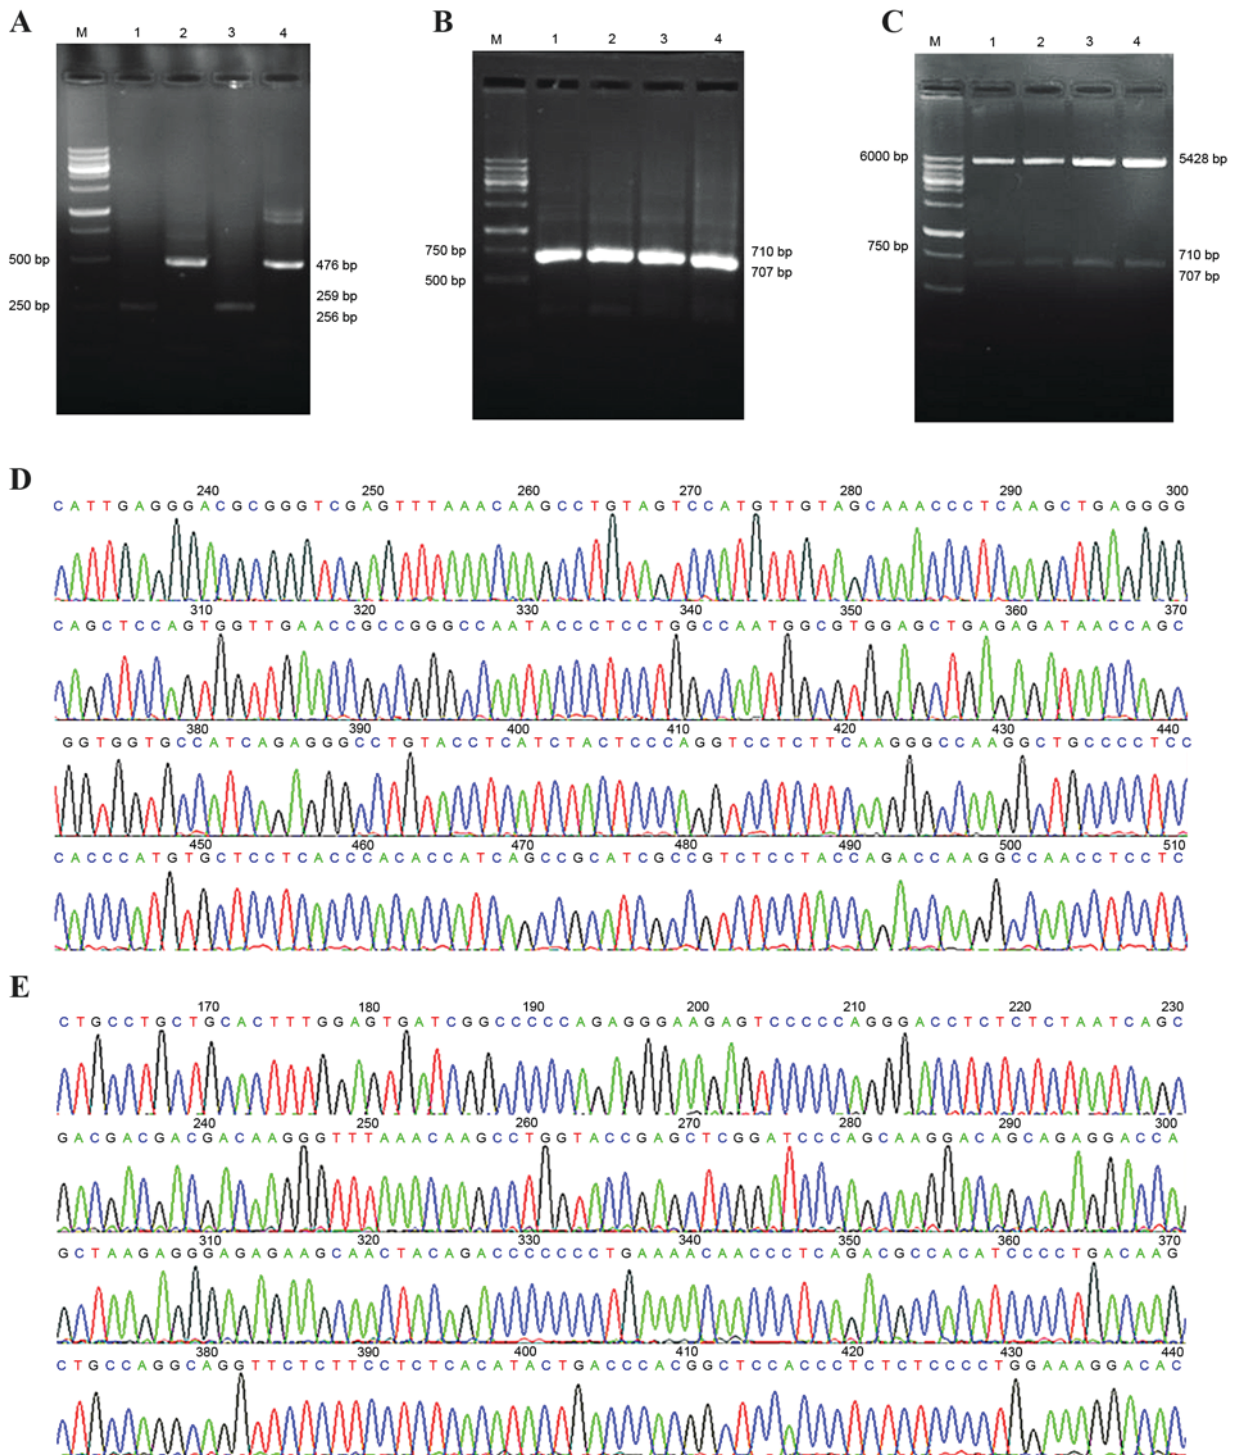 A
B
C
M 1 2 3 4
M 1 2 3 4
M 1 2 3 4
500 bp
250 bp
476 bp
259 bp
256 bp
750 bp
500 bp
710 bp
707 bp
6000 bp
750 bp
5428 bp
710 bp
707 bp
D
240 250 260 270 280 290 300
CATTGAGGGACGCGGGTCGAGTTTAAACAAGCCTGTAGTCCATGTTGTAGCAAACCCTCAAGCTGAGGGG
310 320 330 340 350 360 370
CAGCTCCAGTGGTTGAACCGCCGGGCCAATACCCTCCTGGCCAATGGCGTGGAGCTGAGAGATAACCAGC
380 390 400 410 420 430 440
GGTGGTGCCATCAGAGGGCCTGTACCTCATCTACTCCCAGGTCCTCTTCAAGGGCCAAGGCTGCCCCTCC
450 460 470 480 490 500 510
CACCCATGTGCTCCTCACCCACACCATCAGCCGCATCGCCGTCTCCTACCAGACCAAGGCCAACCTCCTC
E
170 180 190 200 210 220 230
CTGCCTGCTGCACTTTGGAGTGATCGGCCCCCAGAGGGAAGAGTCCCCCAGGGACCTCTCTCTAATCAGC
240 250 260 270 280 290 300
GACGACGACGACAAGGGTTTAAACAAGCCTGGTACCGAGCTCGGATCCCAGCAAGGACAGCAGAGGACCA
310 320 330 340 350 360 370
GCTAAGAGGGAGAGAAGCAACTACAGACCCCCCCTGAAAACAACCCTCAGACGCCACATCCCCTGACAAG
380 390 400 410 420 430 440
CTGCCAGGCAGGTTCTCTTCCTCTCACATACTGACCCACGGCTCCACCCTCTCTCCCCTGGAAAGGACAC